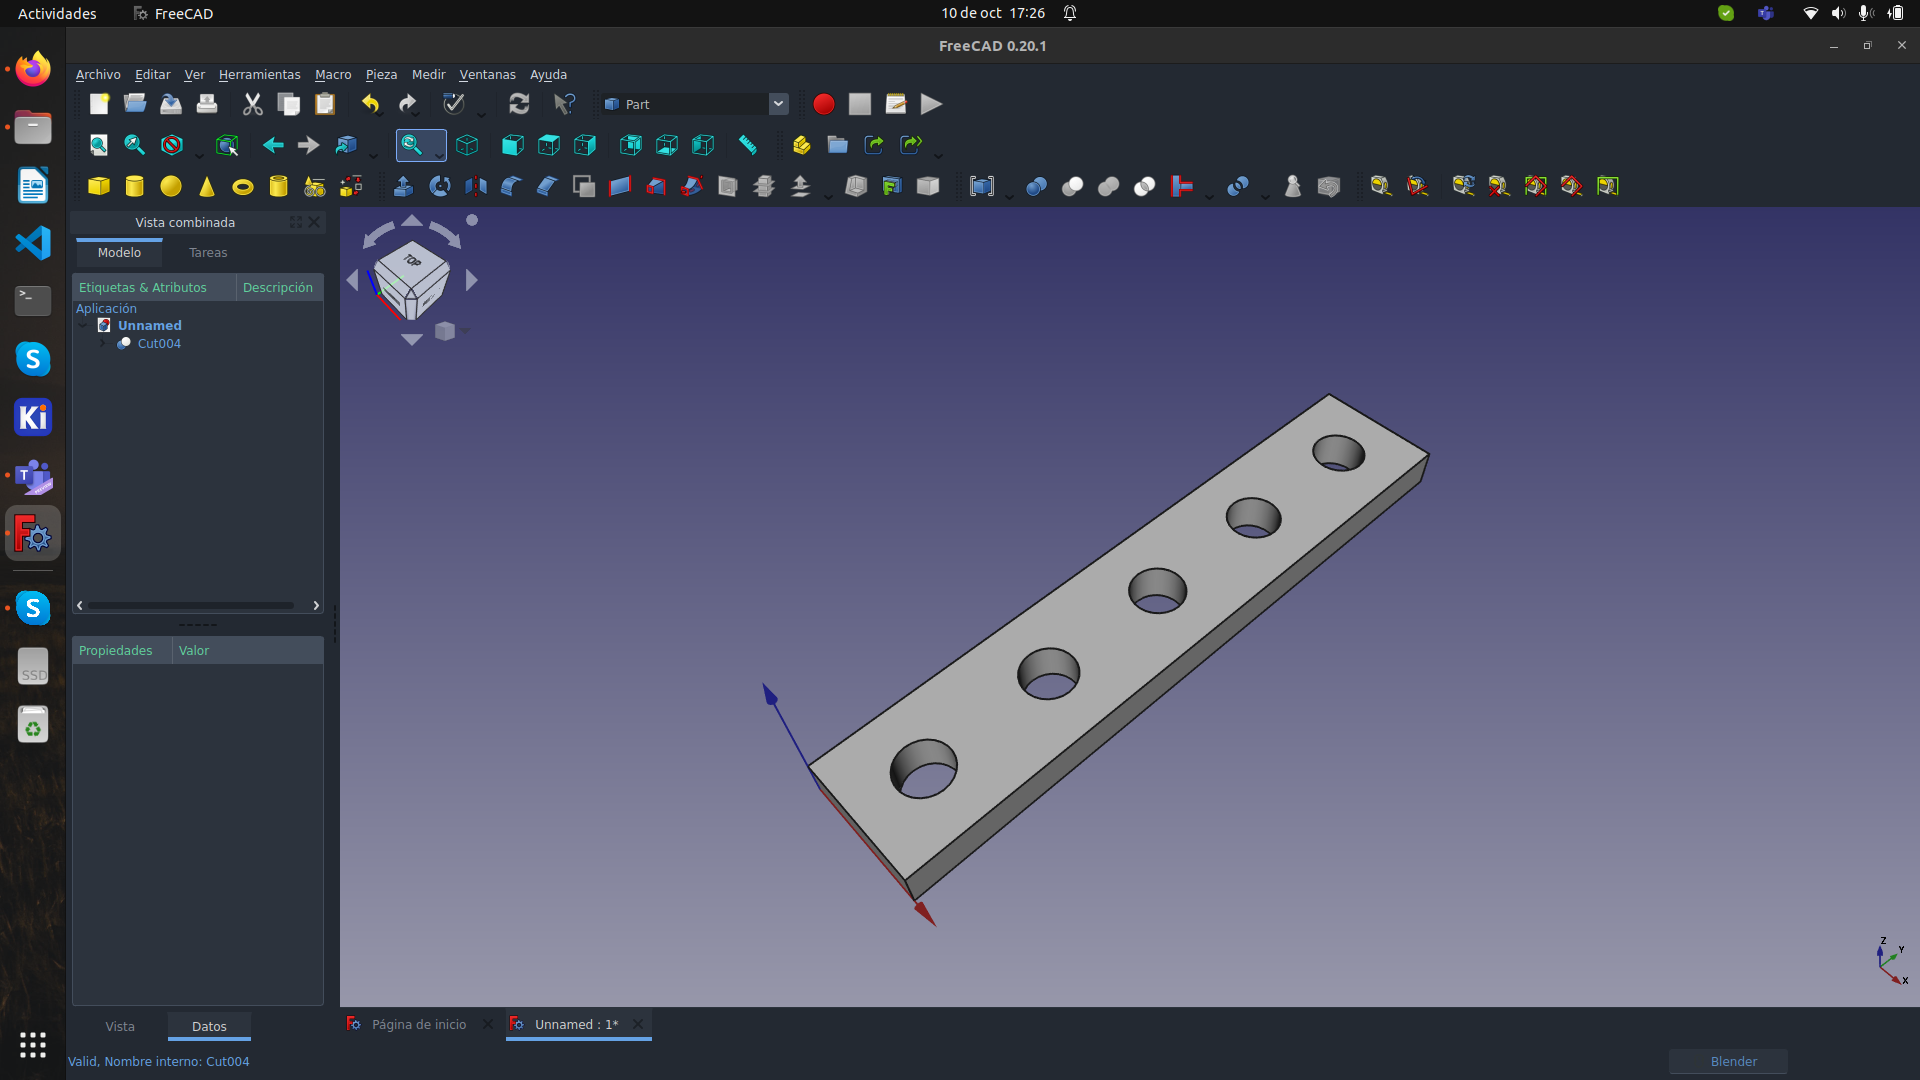 Actividades FreeCAD 10 de oct 17:26
FreeCAD 0.20.1
Archivo Editar Ver Herramientas Macro Pieza Medir Ventanas Ayuda
Part
Vista combinada
Modelo Tareas
Etiquetas & Atributos Descripción
Aplicación
Unnamed
Cut004
TOP
Propiedades Valor
SSD
Z
Y
X
Vista Datos
Página de inicio Unnamed : 1*
Valid, Nombre interno: Cut004
Blender